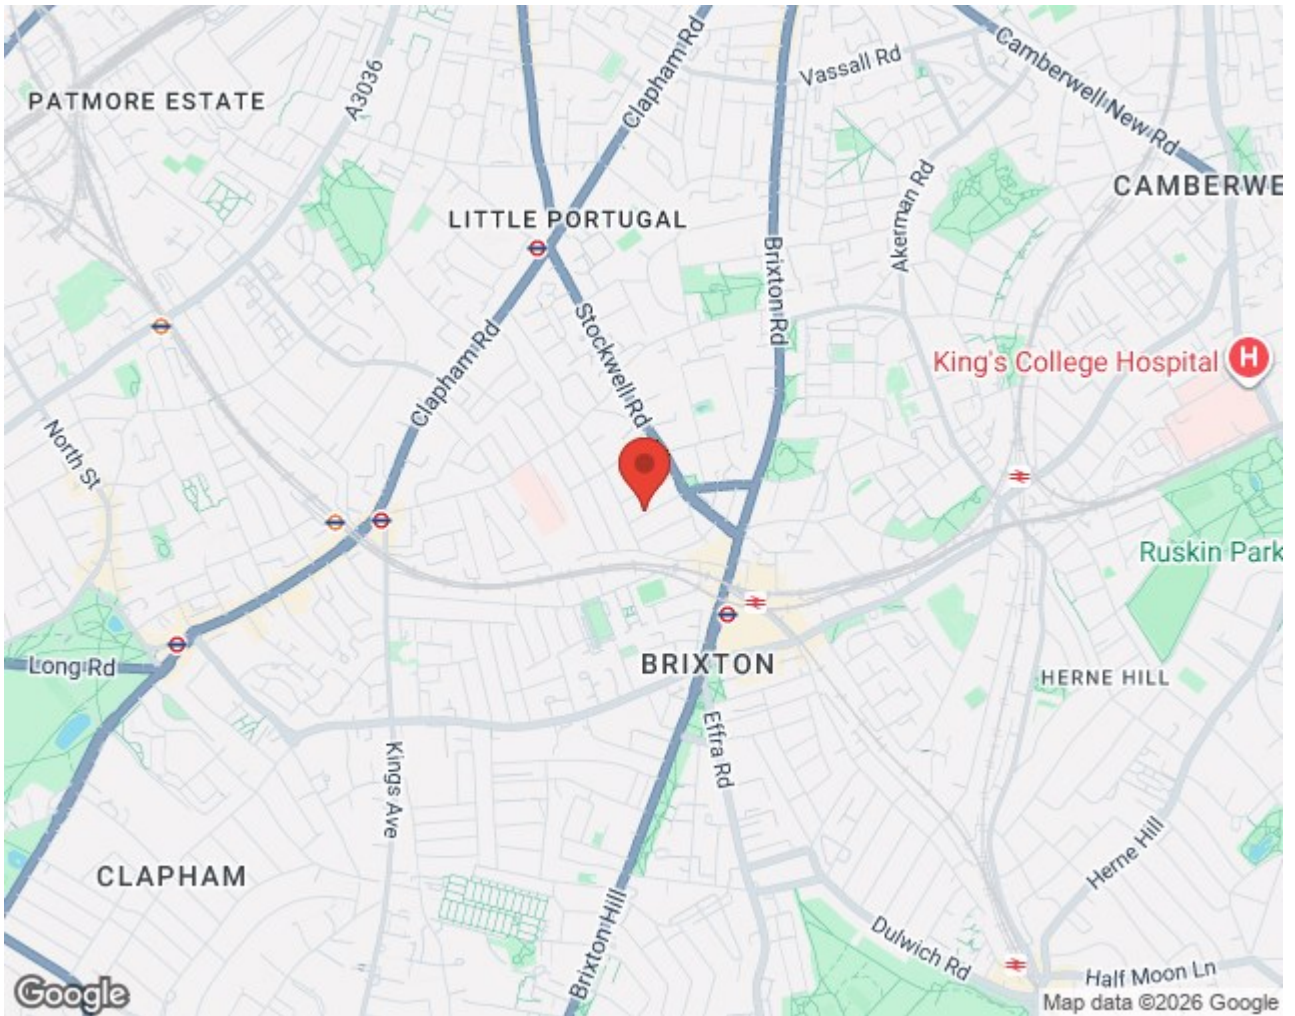 Clapham Rd
Vassall Rd
Camberwell New Rd
A3036
PATMORE ESTATE
CAMBERWE
Akerman Rd
LITTLE PORTUGAL
Brixton Rd
Stockwell Rd
Clapham Rd
King's College Hospital
H
North St
Ruskin Park
Long Rd
BRIXTON
HERNE HILL
Effra Rd
Kings Ave
CLAPHAM
Herne Hill
Brixton Hill
Dulwich Rd
Half Moon Ln
Google
Map data ©2026 Google